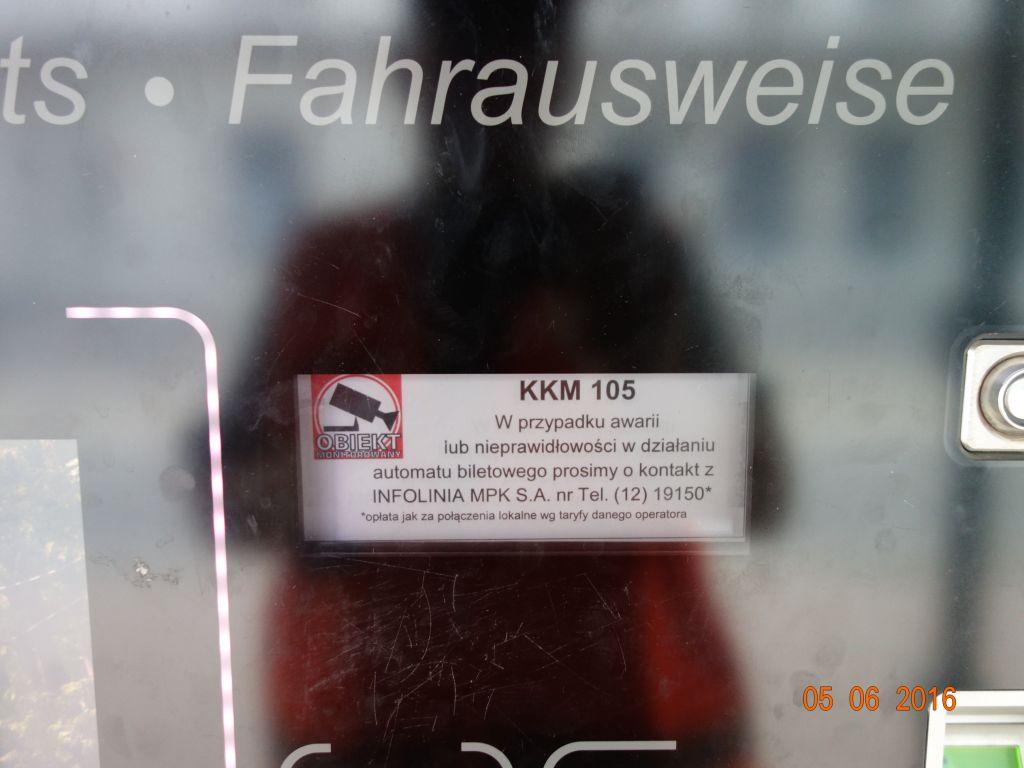 ts • Fahrausweise
KKM 105
W przypadku awarii
lub nieprawidłowości w działaniu
automatu biletowego prosimy o kontakt z
INFOLINIA MPK S.A. nr Tel. (12) 19150*
*opłata jak za połączenia lokalne wg taryfy danego operatora
OBIEKT
MONITOROWANY
05 06 2016